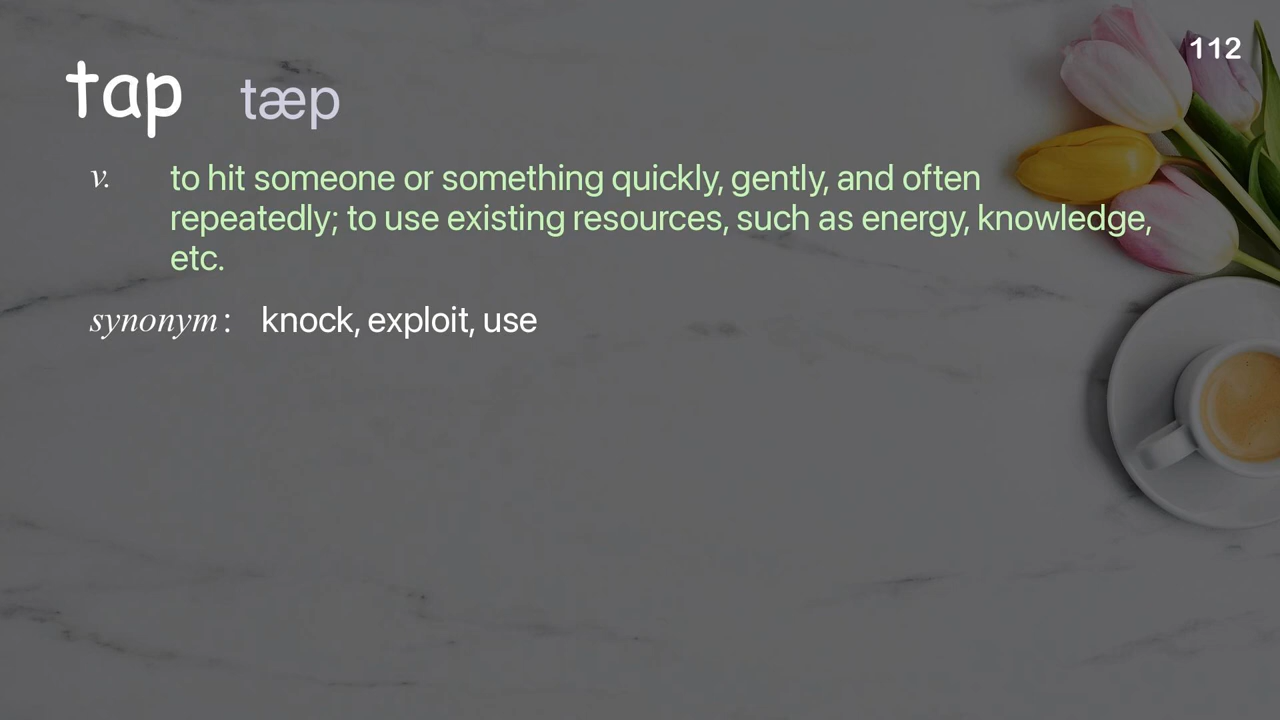 112
tap tæp
v. to hit someone or something quickly, gently, and often
repeatedly; to use existing resources, such as energy, knowledge,
etc.
synonym : knock, exploit, use